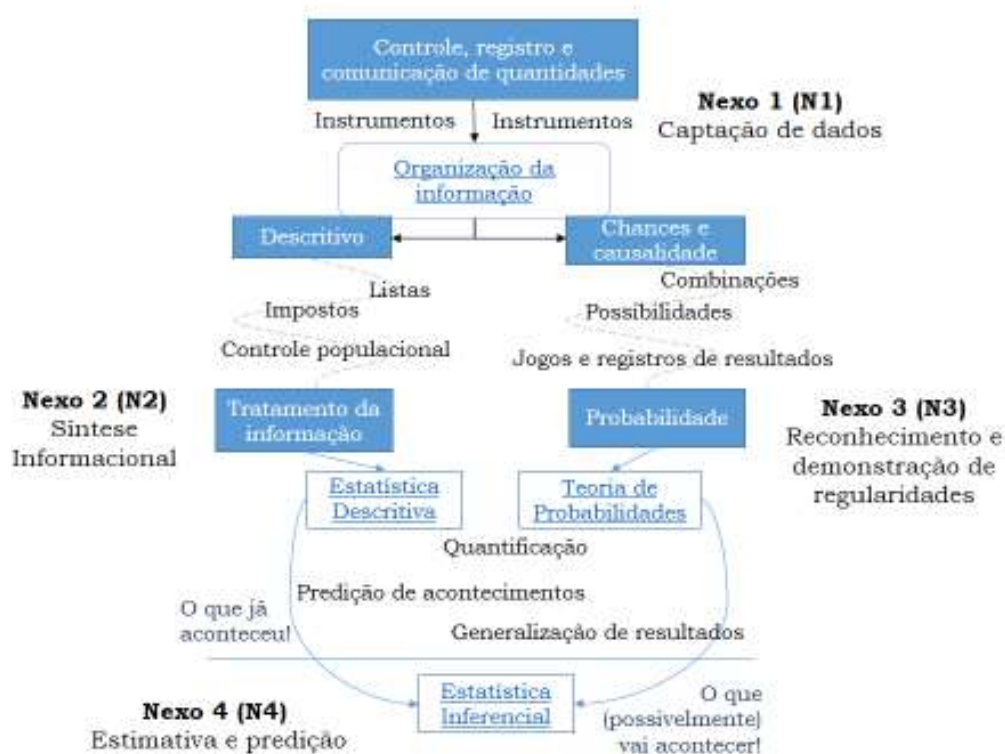 Controle, registro e
comunicação de quantidades
Nexo 1 (N1)
Captação de dados
Instrumentos
Instrumentos
Organização da
informação
Descritivo
Chances e
causalidade
Listas
Impostos
Controle populacional
Combinações
Possibilidades
Jogos e registros de resultados
Nexo 2 (N2)
Síntese
Informacional
Tratamento da
informação
Probabilidade
Nexo 3 (N3)
Reconhecimento e
demonstração de
regularidades
Estatística
Descritiva
Teoria de
Probabilidades
Quantificação
Predição de acontecimentos
O que já
aconteceu!
Generalização de resultados
Nexo 4 (N4)
Estimativa e predição
Estatística
Inferencial
O que
(possivelmente)
vai acontecer!